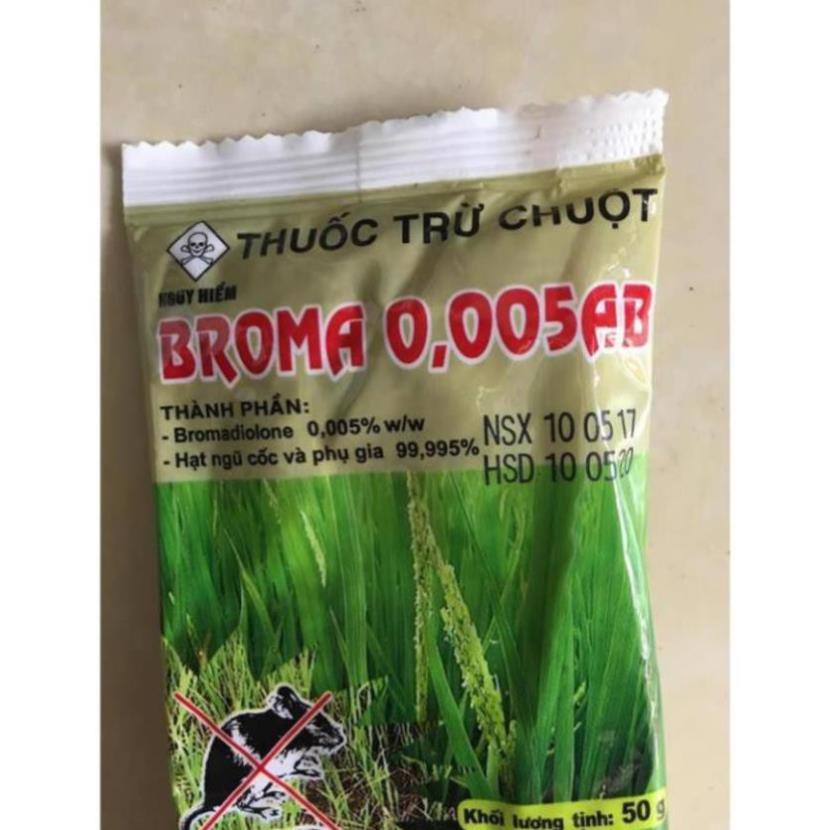 THUỐC TRỪ CHUỘT
NGUY HIỂM
BROMA 0,005AB
THÀNH PHẦN:
- Bromadiolone 0,005% w/w
- Hạt ngũ cốc và phụ gia 99,995%
NSX 10 05 17
HSD 10 05 20
Khối lượng tịnh: 50 g